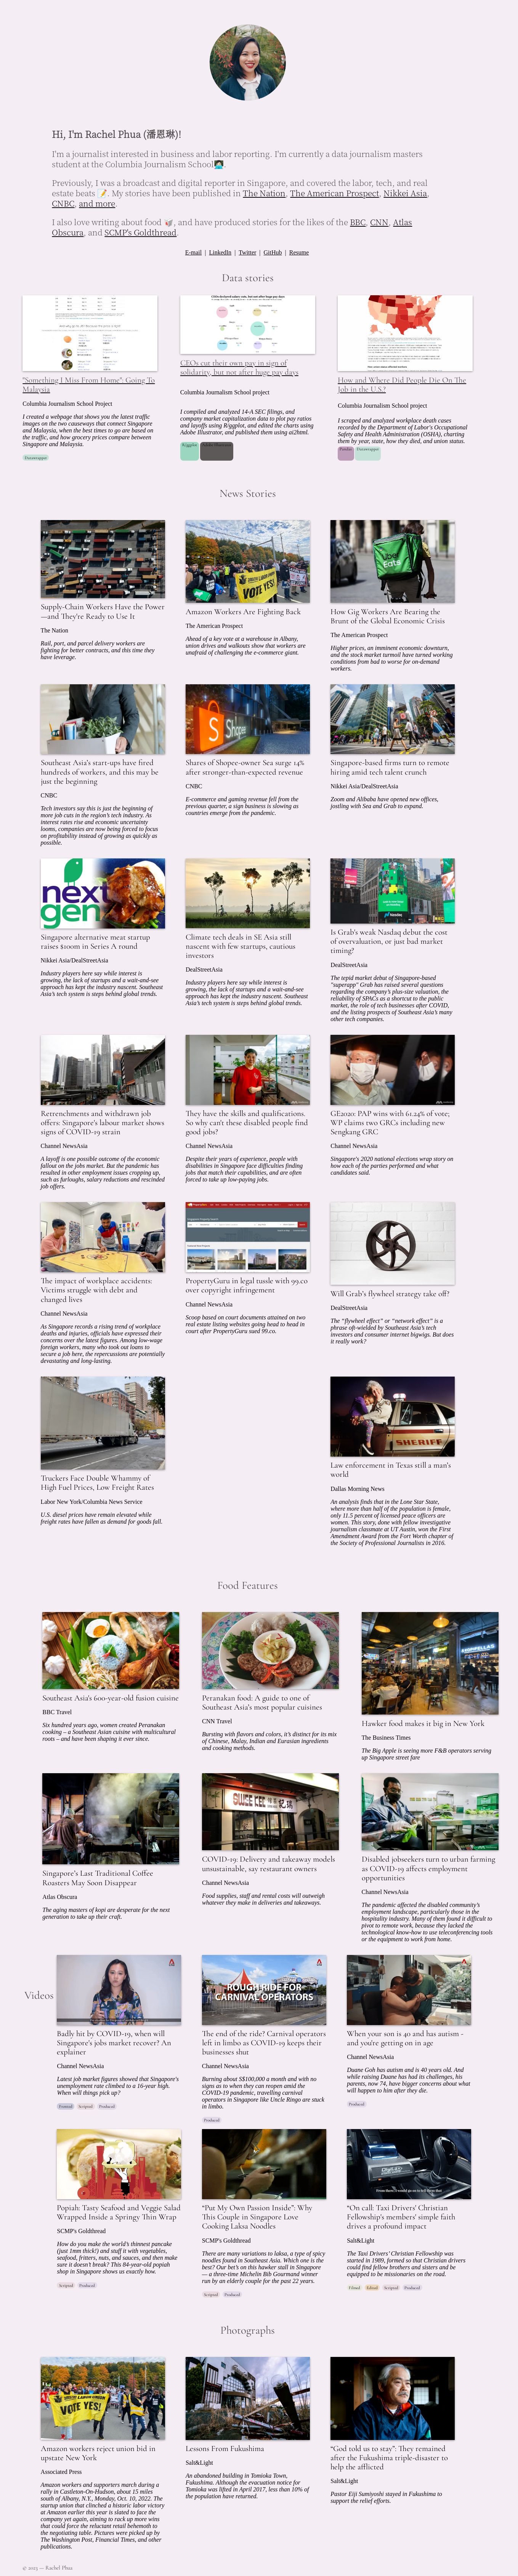 Hi, I'm Rachel Phua (潘恩琳)!
I'm a journalist interested in business and labor reporting. I'm currently a data journalism masters
student at the Columbia Journalism School👩🏻‍💻.
Previously, I was a broadcast and digital reporter in Singapore, and covered the labor, tech, and real
estate beats 📝. My stories have been published in The Nation, The American Prospect, Nikkei Asia,
CNBC, and more.
I also love writing about food 🥡, and have produced stories for the likes of the BBC, CNN, Atlas
Obscura, and SCMP's Goldthread.
E-mail | LinkedIn | Twitter | GitHub | Resume
Data stories
"Something I Miss From Home": Going To
Malaysia
Columbia Journalism School Project
I created a webpage that shows you the latest traffic
images on the two causeways that connect Singapore
and Malaysia, when the best times to go are based on
the traffic, and how grocery prices compare between
Singapore and Malaysia.
Datawrapper
CEOs cut their own pay in sign of
solidarity, but not after huge pay days
Columbia Journalism School project
I compiled and analyzed 14-A SEC filings, and
company market capitalization data to plot pay ratios
and layoffs using R/ggplot, and edited the charts using
Adobe Illustrator, and published them using ai2html.
R/ggplot
How and Where Did People Die On The
Job in the U.S.?
Columbia Journalism School project
I scraped and analyzed workplace death cases
recorded by the Department of Labor's Occupational
Safety and Health Administration (OSHA), charting
them by year, state, how they died, and union status.
Pandas Datawrapper
News Stories
VOTE YES!
Uber
Eats
Supply-Chain Workers Have the Power
—and They're Ready to Use It
The Nation
Rail, port, and parcel delivery workers are
fighting for better contracts, and this time they
have leverage.
Amazon Workers Are Fighting Back
The American Prospect
Ahead of a key vote at a warehouse in Albany,
union drives and walkouts show that workers are
unafraid of challenging the e-commerce giant.
How Gig Workers Are Bearing the
Brunt of the Global Economic Crisis
The American Prospect
Higher prices, an imminent economic downturn,
and the stock market turmoil have turned working
conditions from bad to worse for on-demand
workers.
Shopee
Southeast Asia's start-ups have fired
hundreds of workers, and this may be
just the beginning
CNBC
Tech investors say this is just the beginning of
more job cuts in the region's tech industry. As
interest rates rise and economic uncertainty
looms, companies are now being forced to focus
on profitability instead of growing as quickly as
possible.
Shares of Shopee-owner Sea surge 14%
after stronger-than-expected revenue
CNBC
E-commerce and gaming revenue fell from the
previous quarter, a sign business is slowing as
countries emerge from the pandemic.
Singapore-based firms turn to remote
hiring amid tech talent crunch
Nikkei Asia/DealStreetAsia
Zoom and Alibaba have opened new offices,
jostling with Sea and Grab to expand.
next
gen
Singapore alternative meat startup
raises $100m in Series A round
Nikkei Asia/DealStreetAsia
Industry players here say while interest is
growing, the lack of startups and a wait-and-see
approach has kept the industry nascent. Southeast
Asia's tech system is steps behind global trends.
Climate tech deals in SE Asia still
nascent with few startups, cautious
investors
DealStreetAsia
Industry players here say while interest is
growing, the lack of startups and a wait-and-see
approach has kept the industry nascent. Southeast
Asia's tech system is steps behind global trends.
Is Grab's weak Nasdaq debut the cost
of overvaluation, or just bad market
timing?
DealStreetAsia
The tepid market debut of Singapore-based
"superapp" Grab has raised several questions
regarding the company's plus-size valuation, the
reliability of SPACs as a shortcut to the public
market, the role of tech businesses after COVID,
and the listing prospects of Southeast Asia's many
other tech companies.
Retrenchments and withdrawn job
offers: Singapore's labour market shows
signs of COVID-19 strain
Channel NewsAsia
A layoff is one possible outcome of the economic
fallout on the jobs market. But the pandemic has
resulted in other employment issues cropping up,
such as furloughs, salary reductions and rescinded
job offers.
They have the skills and qualifications.
So why can't these disabled people find
good jobs?
Channel NewsAsia
Despite their years of experience, people with
disabilities in Singapore face difficulties finding
jobs that match their capabilities, and are often
forced to take up low-paying jobs.
GE2020: PAP wins with 61.24% of vote;
WP claims two GRCs including new
Sengkang GRC
Channel NewsAsia
Singapore's 2020 national elections wrap story on
how each of the parties performed and what
candidates said.
The impact of workplace accidents:
Victims struggle with debt and
changed lives
Channel NewsAsia
As Singapore records a rising trend of workplace
deaths and injuries, officials have expressed their
concerns over the latest figures. Among low-wage
foreign workers, many who took out loans to
secure a job here, the repercussions are potentially
devastating and long-lasting.
PropertyGuru in legal tussle with 99.co
over copyright infringement
Channel NewsAsia
Scoop based on court documents attained on two
real estate listing websites going head to head in
court after PropertyGuru sued 99.co.
Will Grab's flywheel strategy take off?
DealStreetAsia
The "flywheel effect" or "network effect" is a
phrase oft-wielded by Southeast Asia's tech
investors and consumer internet bigwigs. But does
it really work?
SHERIFF
Truckers Face Double Whammy of
High Fuel Prices, Low Freight Rates
Labor New York/Columbia News Service
U.S. diesel prices have remain elevated while
freight rates have fallen as demand for goods fall.
Law enforcement in Texas still a man's
world
Dallas Morning News
An analysis finds that in the Lone Star State,
where more than half of the population is female,
only 11.5 percent of licensed peace officers are
women. This story, done with fellow investigative
journalism classmate at UT Austin, won the First
Amendment Award from the Fort Worth chapter of
the Society of Professional Journalists in 2016.
Food Features
Southeast Asia's 600-year-old fusion cuisine
BBC Travel
Six hundred years ago, women created Peranakan
cooking – a Southeast Asian cuisine with multicultural
roots – and have been shaping it ever since.
Peranakan food: A guide to one of
Southeast Asia's most popular cuisines
CNN Travel
Bursting with flavors and colors, it's distinct for its mix
of Chinese, Malay, Indian and Eurasian ingredients
and cooking methods.
Hawker food makes it big in New York
The Business Times
The Big Apple is seeing more F&B operators serving
up Singapore street fare
Singapore's Last Traditional Coffee
Roasters May Soon Disappear
Atlas Obscura
The aging masters of kopi are desperate for the next
generation to take up their craft.
SWEE KEE
COVID-19: Delivery and takeaway models
unsustainable, say restaurant owners
Channel NewsAsia
Food supplies, staff and rental costs will outweigh
whatever they make in deliveries and takeaways.
Disabled jobseekers turn to urban farming
as COVID-19 affects employment
opportunities
Channel NewsAsia
The pandemic affected the disabled community's
employment landscape, particularly those in the
hospitality industry. Many of them found it difficult to
pivot to remote work, because they lacked the
technological know-how to use teleconferencing tools
or the equipment to work from home.
Videos
Badly hit by COVID-19, when will
Singapore's jobs market recover? An
explainer
Channel NewsAsia
Latest job market figures showed that Singapore's
unemployment rate climbed to a 16-year high.
When will things pick up?
Fronted Scripted Produced
ROUGH RIDE FOR
CARNIVAL OPERATORS
The end of the ride? Carnival operators
left in limbo as COVID-19 keeps their
businesses shut
Channel NewsAsia
Burning about S$100,000 a month and with no
signs as to when they can reopen amid the
COVID-19 pandemic, travelling carnival
operators in Singapore like Uncle Ringo are stuck
in limbo.
Produced
When your son is 40 and has autism -
and you're getting on in age
Channel NewsAsia
Duane Goh has autism and is 40 years old. And
while raising Duane has had its challenges, his
parents, now 74, have bigger concerns about what
will happen to him after they die.
Produced
Popiah: Tasty Seafood and Veggie Salad
Wrapped Inside a Springy Thin Wrap
SCMP's Goldthread
How do you make the world's thinnest pancake
(just 1mm thick!) and stuff it with vegetables,
seafood, fritters, nuts, and sauces, and then make
sure it doesn't break? This 84-year-old popiah
shop in Singapore shows us exactly how.
Scripted Produced
"Put My Own Passion Inside": Why
This Couple in Singapore Love
Cooking Laksa Noodles
SCMP's Goldthread
There are many variations to laksa, a type of spicy
noodles found in Southeast Asia. Which one is the
best? Our bet's on this hawker stall in Singapore
— a three-time Michelin Bib Gourmand winner
run by an elderly couple for the past 22 years.
Scripted Produced
"On call: Taxi Drivers' Christian
Fellowship's members' simple faith
drives a profound impact
Salt&Light
The Taxi Drivers' Christian Fellowship was
started in 1989, formed so that Christian drivers
could find fellow brothers and sisters, and be
equipped to be missionaries on the road.
Filmed Edited Scripted Produced
Photographs
VOTE YES!
Amazon workers reject union bid in
upstate New York
Associated Press
Amazon workers and supporters march during a
rally in Castleton-On-Hudson, about 15 miles
south of Albany, N.Y., Monday, Oct. 10, 2022. The
startup union that clinched a historic labor victory
at Amazon earlier this year is slated to face the
company yet again, aiming to rack up more wins
that could force the reluctant retail behemoth to
the negotiating table. Pictures were picked up by
The Washington Post, Financial Times, and other
publications.
Lessons From Fukushima
Salt&Light
An abandoned building in Tomioka Town,
Fukushima. Although the evacuation notice for
Tomioka was lifted in April 2017, less than 10% of
the population have returned.
"God told us to stay": They remained
after the Fukushima triple-disaster to
help the afflicted
Salt&Light
Pastor Eiji Sumiyoshi stayed in Fukushima to
support the relief efforts.
© 2023 — Rachel Phua